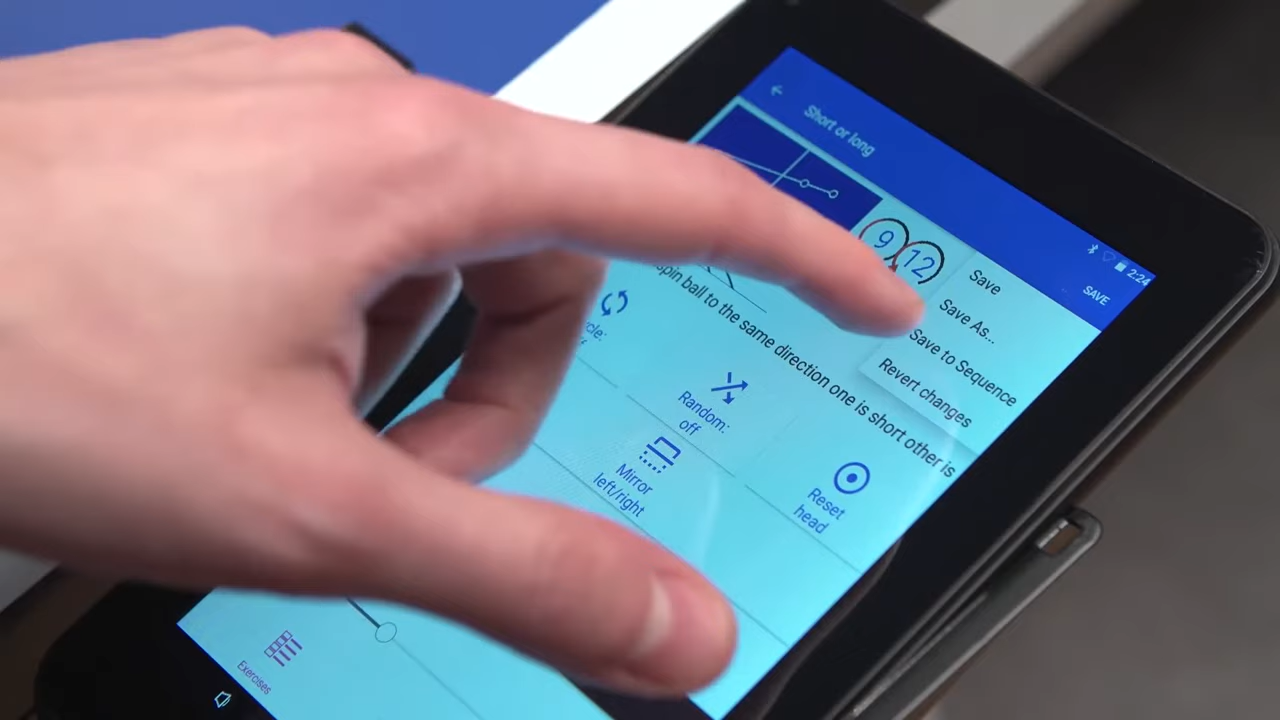 Short or long
2:24
SAVE
9 12
Save
Save As...
Save to Sequence
Revert changes
spin ball to the same direction one is short other is
Random:
off
Mirror
left/right
Reset
head
Exercises